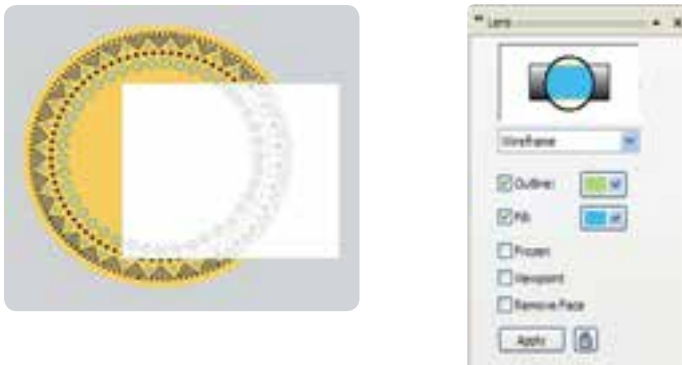 Lens
Wireframe
Outline:
Fill:
Frozen
Viewpoint
Remove Face
Apply